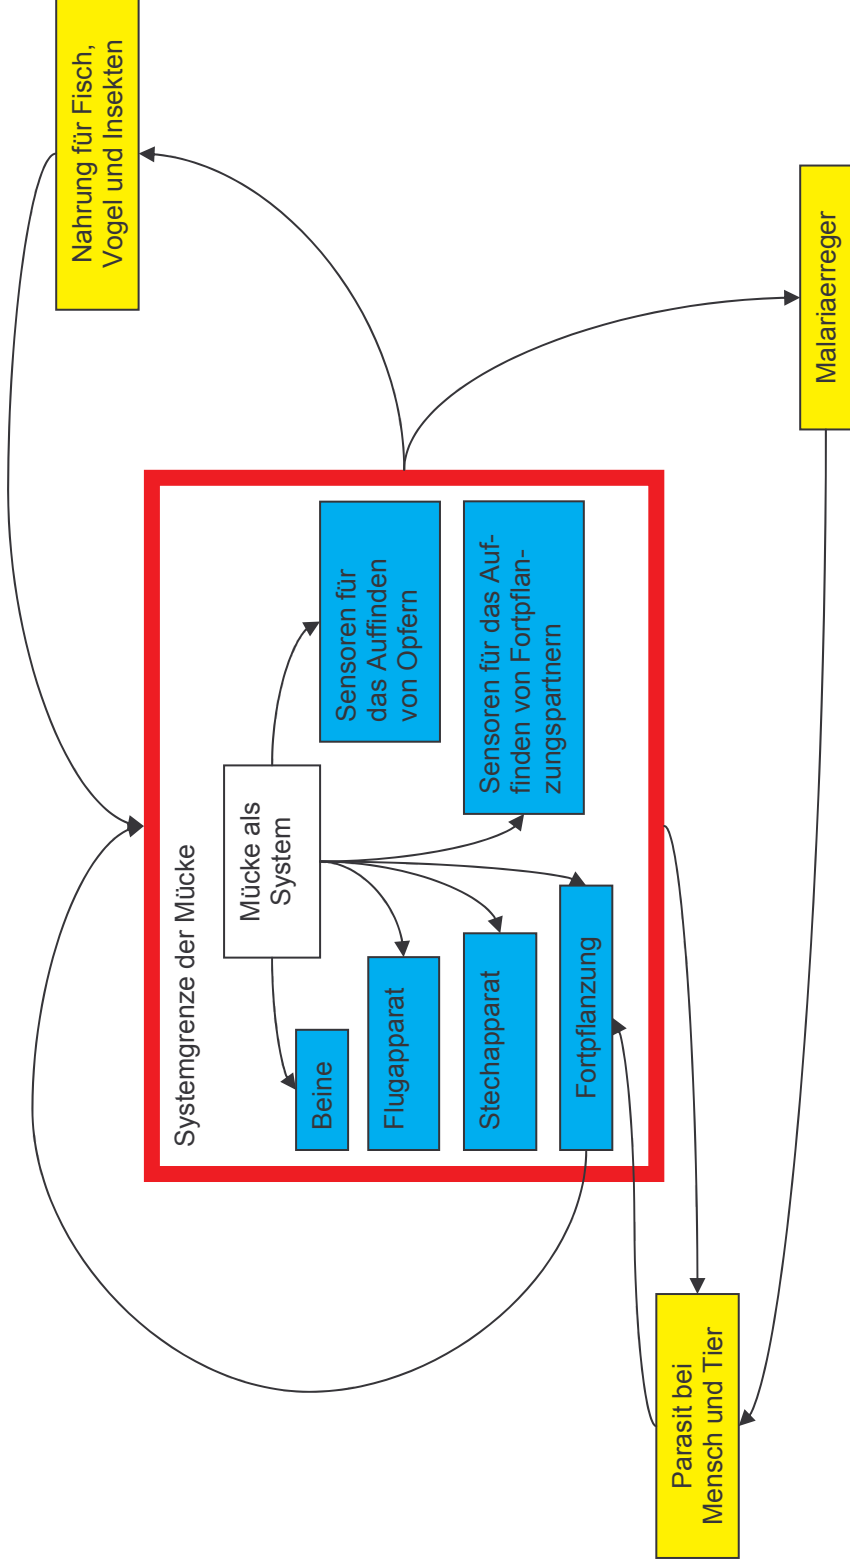 Nahrung für Fisch,
Vogel und Insekten
Systemgrenze der Mücke
Mücke als
System
Sensoren für
das Auffinden
von Opfern
Beine
Flugapparat
Sensoren für das Auf-
finden von Fortpflan-
zungspartnern
Stechapparat
Fortpflanzung
Parasit bei
Mensch und Tier
Malariaerreger